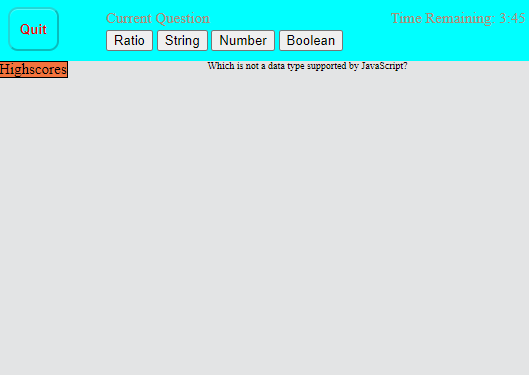 Quit
Current Question
Time Remaining: 3:45
Ratio String Number Boolean
Highscores
Which is not a data type supported by JavaScript?